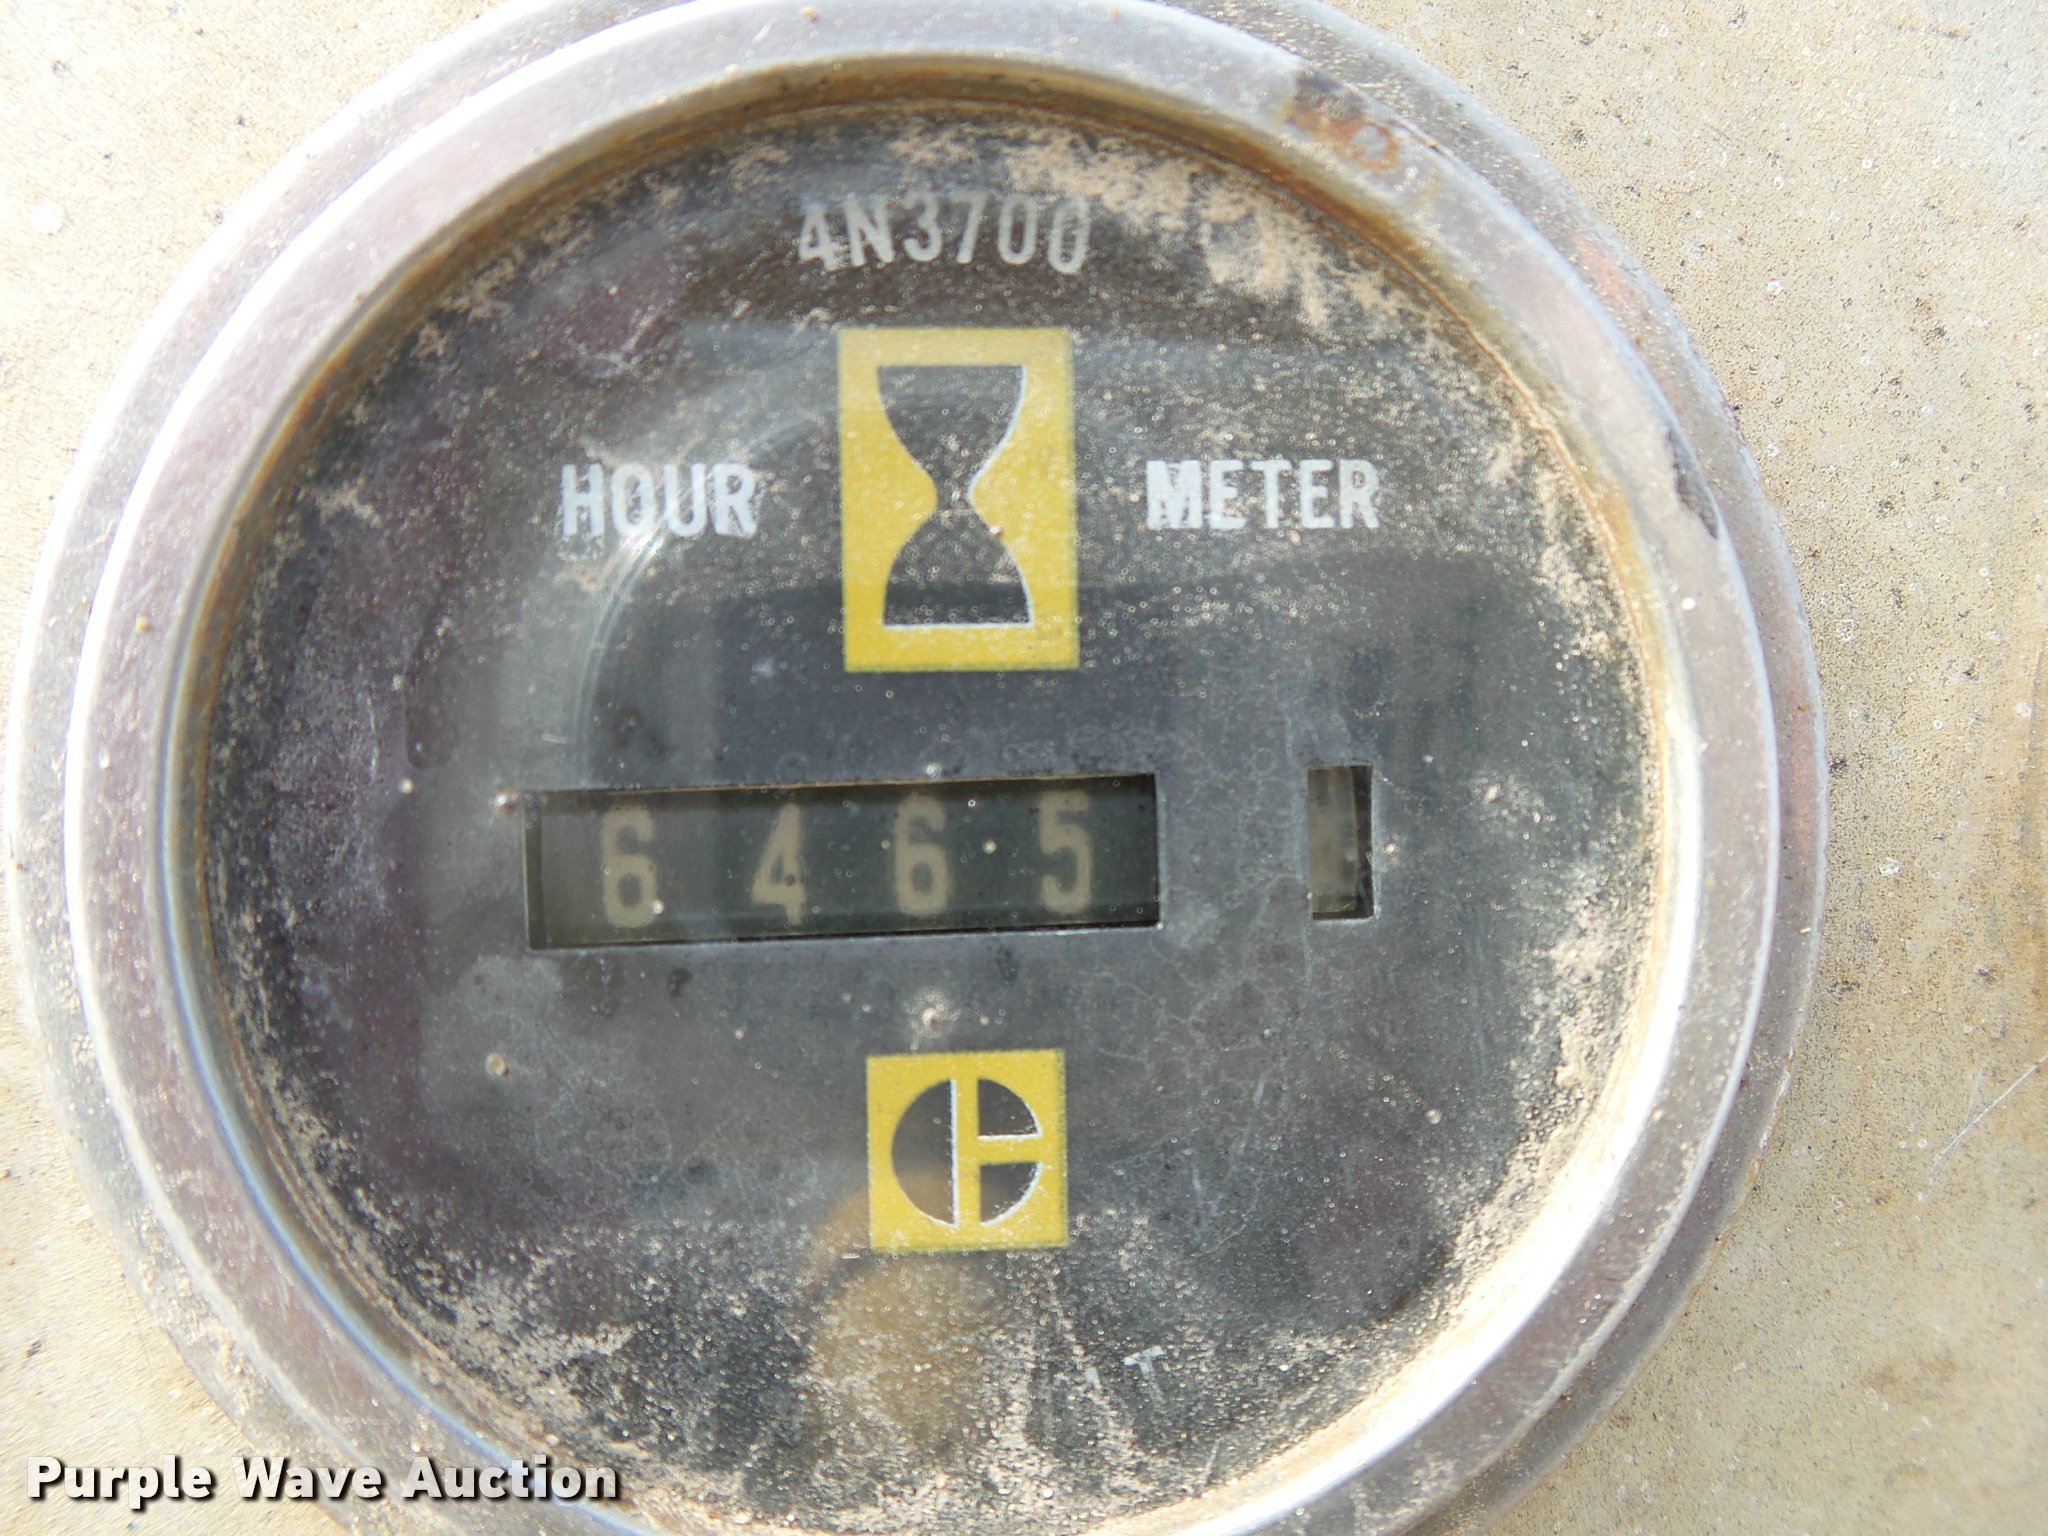 4N3700
HOUR METER
6465
Purple Wave Auction